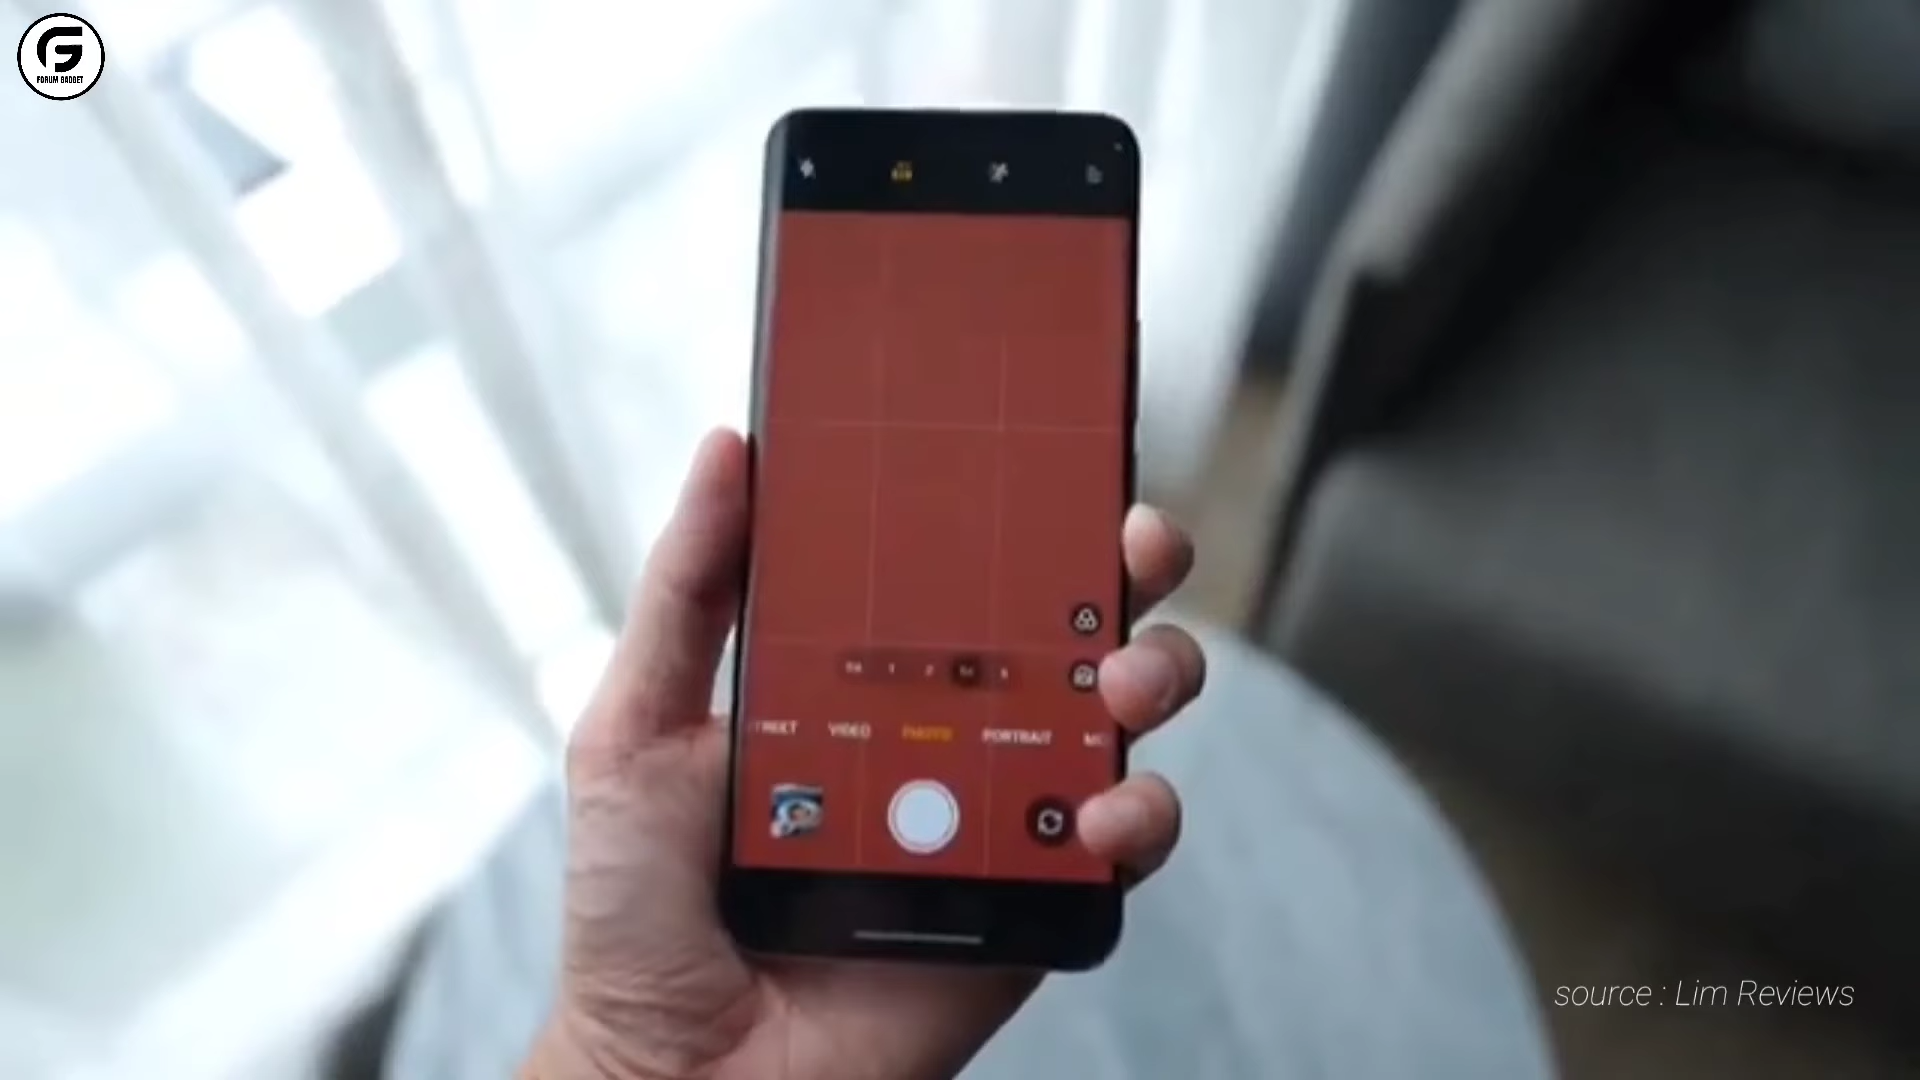 FORUM GADGET
VIDEO
PHOTO
PORTRAIT
source : Lim Reviews